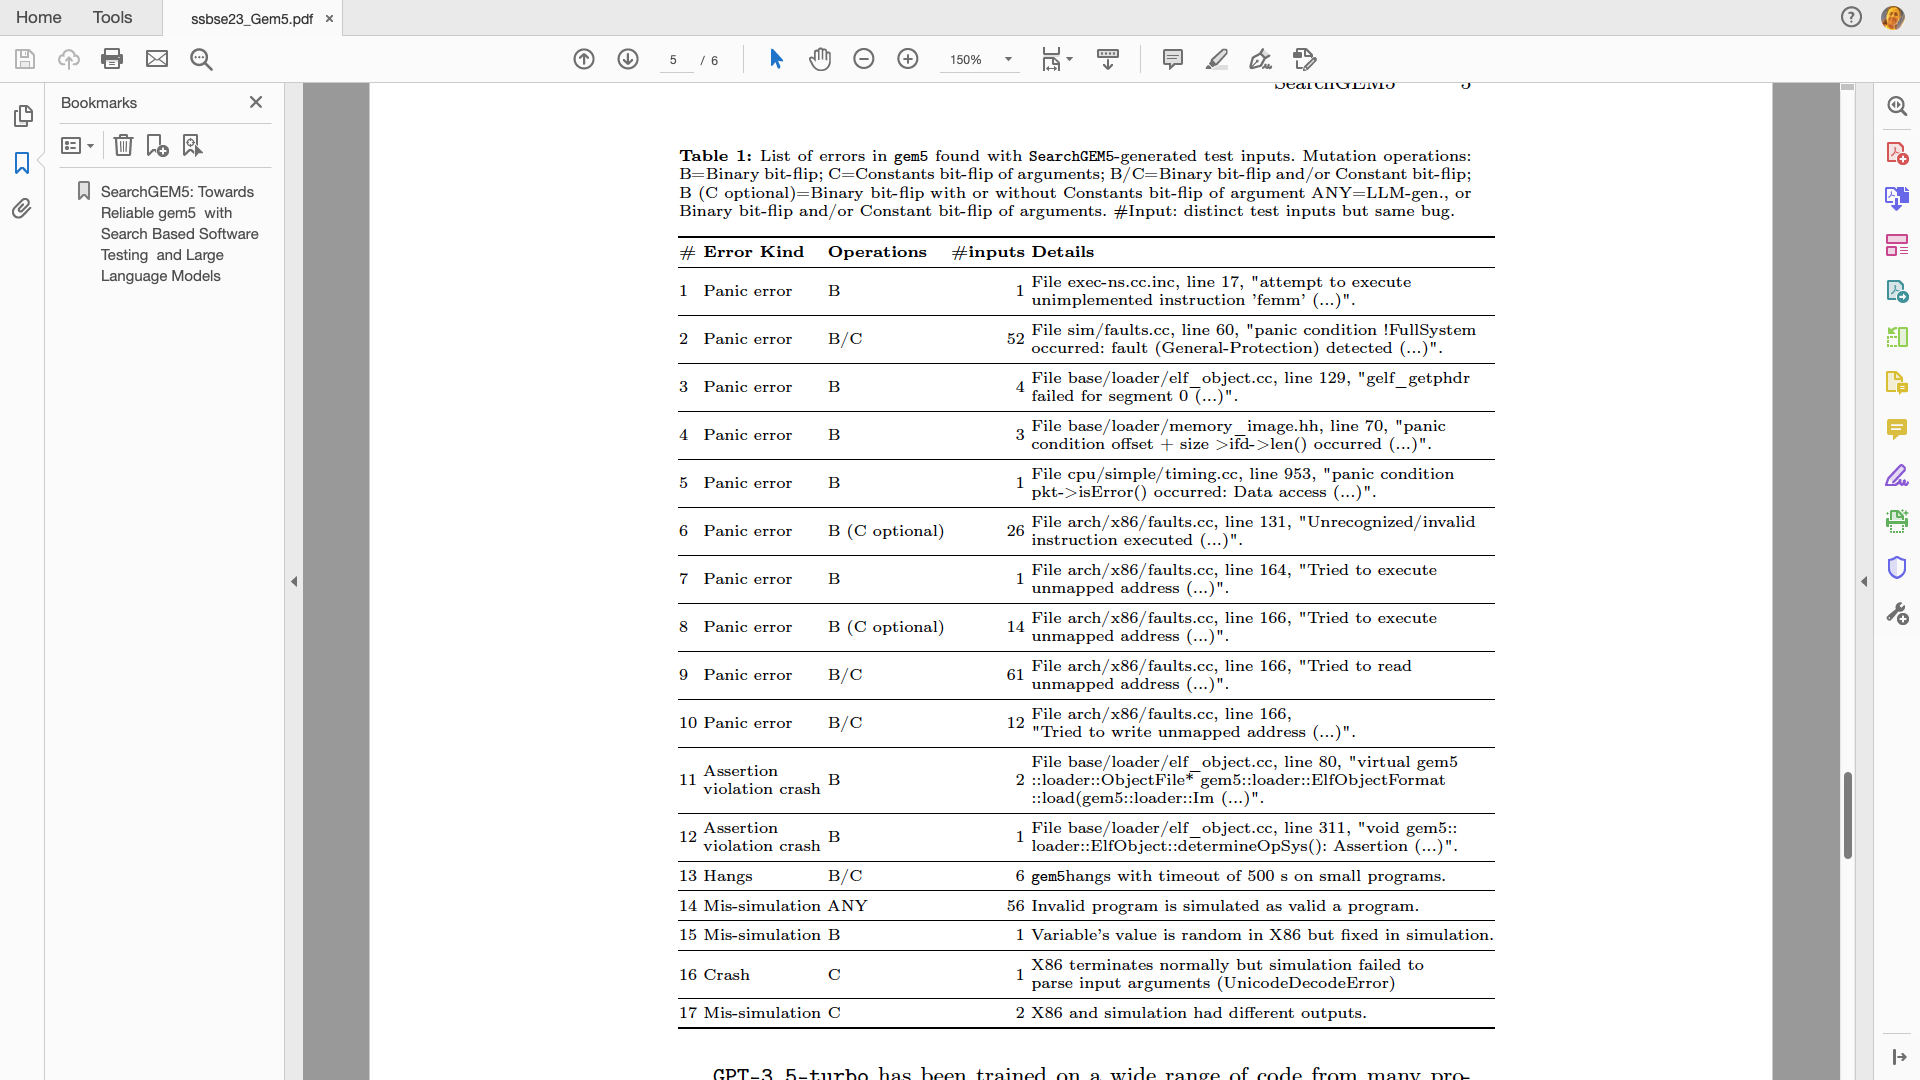 Home
Tools
ssbse23_Gem5.pdf
5
/ 6
150%
Bookmarks
SearchGEM5: Towards
Reliable gem5 with
Search Based Software
Testing and Large
Language Models
SearchGEM5 5
Table 1: List of errors in gem5 found with SearchGEM5-generated test inputs. Mutation operations:
B=Binary bit-flip; C=Constants bit-flip of arguments; B/C=Binary bit-flip and/or Constant bit-flip;
B (C optional)=Binary bit-flip with or without Constants bit-flip of argument ANY=LLM-gen., or
Binary bit-flip and/or Constant bit-flip of arguments. #Input: distinct test inputs but same bug.
# Error Kind Operations #inputs Details
1 Panic error B 1 File exec-ns.cc.inc, line 17, "attempt to execute
unimplemented instruction 'femm' (...)".
2 Panic error B/C 52 File sim/faults.cc, line 60, "panic condition !FullSystem
occurred: fault (General-Protection) detected (...)".
3 Panic error B 4 File base/loader/elf_object.cc, line 129, "gelf_getphdr
failed for segment 0 (...)".
4 Panic error B 3 File base/loader/memory_image.hh, line 70, "panic
condition offset + size >ifd->len() occurred (...)".
5 Panic error B 1 File cpu/simple/timing.cc, line 953, "panic condition
pkt->isError() occurred: Data access (...)".
6 Panic error B (C optional) 26 File arch/x86/faults.cc, line 131, "Unrecognized/invalid
instruction executed (...)".
7 Panic error B 1 File arch/x86/faults.cc, line 164, "Tried to execute
unmapped address (...)".
8 Panic error B (C optional) 14 File arch/x86/faults.cc, line 166, "Tried to execute
unmapped address (...)".
9 Panic error B/C 61 File arch/x86/faults.cc, line 166, "Tried to read
unmapped address (...)".
10 Panic error B/C 12 File arch/x86/faults.cc, line 166,
"Tried to write unmapped address (...)".
11 Assertion violation crash B 2 File base/loader/elf_object.cc, line 80, "virtual gem5
::loader::ObjectFile* gem5::loader::ElfObjectFormat
::load(gem5::loader::Im (...)".
12 Assertion violation crash B 1 File base/loader/elf_object.cc, line 311, "void gem5::
loader::ElfObject::determineOpSys(): Assertion (...)".
13 Hangs B/C 6 gem5hangs with timeout of 500 s on small programs.
14 Mis-simulation ANY 56 Invalid program is simulated as valid a program.
15 Mis-simulation B 1 Variable's value is random in X86 but fixed in simulation.
16 Crash C 1 X86 terminates normally but simulation failed to
parse input arguments (UnicodeDecodeError)
17 Mis-simulation C 2 X86 and simulation had different outputs.
GPT-3.5-turbo has been trained on a wide range of code from many pro-